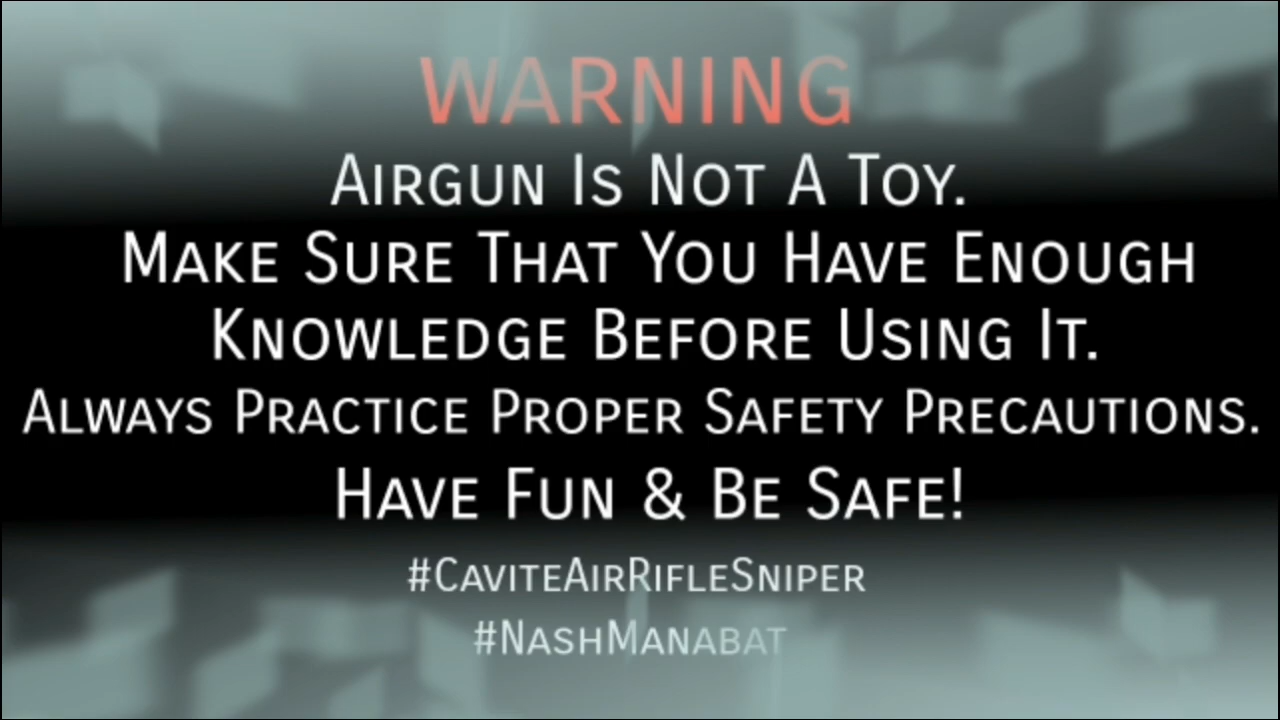 WARNING
AIRGUN IS NOT A TOY.
MAKE SURE THAT YOU HAVE ENOUGH
KNOWLEDGE BEFORE USING IT.
ALWAYS PRACTICE PROPER SAFETY PRECAUTIONS.
HAVE FUN & BE SAFE!
#CAVITEAIRRIFLESNIPER
#NASHMANABAT